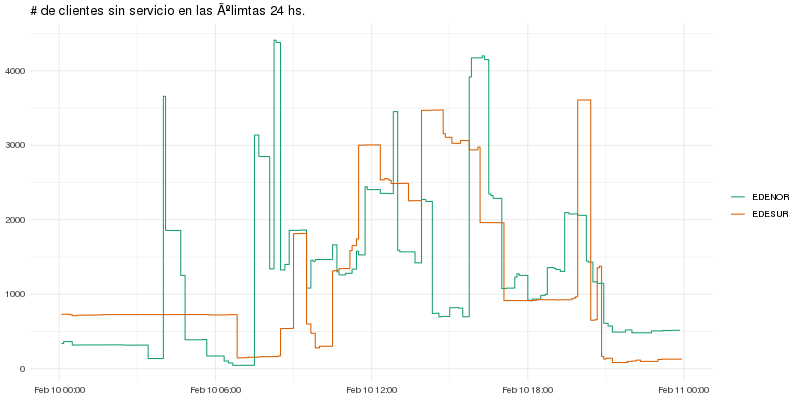 # de clientes sin servicio en las Ãºlimtas 24 hs.
4000
3000
2000
1000
0
EDENOR
EDESUR
Feb 10 00:00
Feb 10 06:00
Feb 10 12:00
Feb 10 18:00
Feb 11 00:00